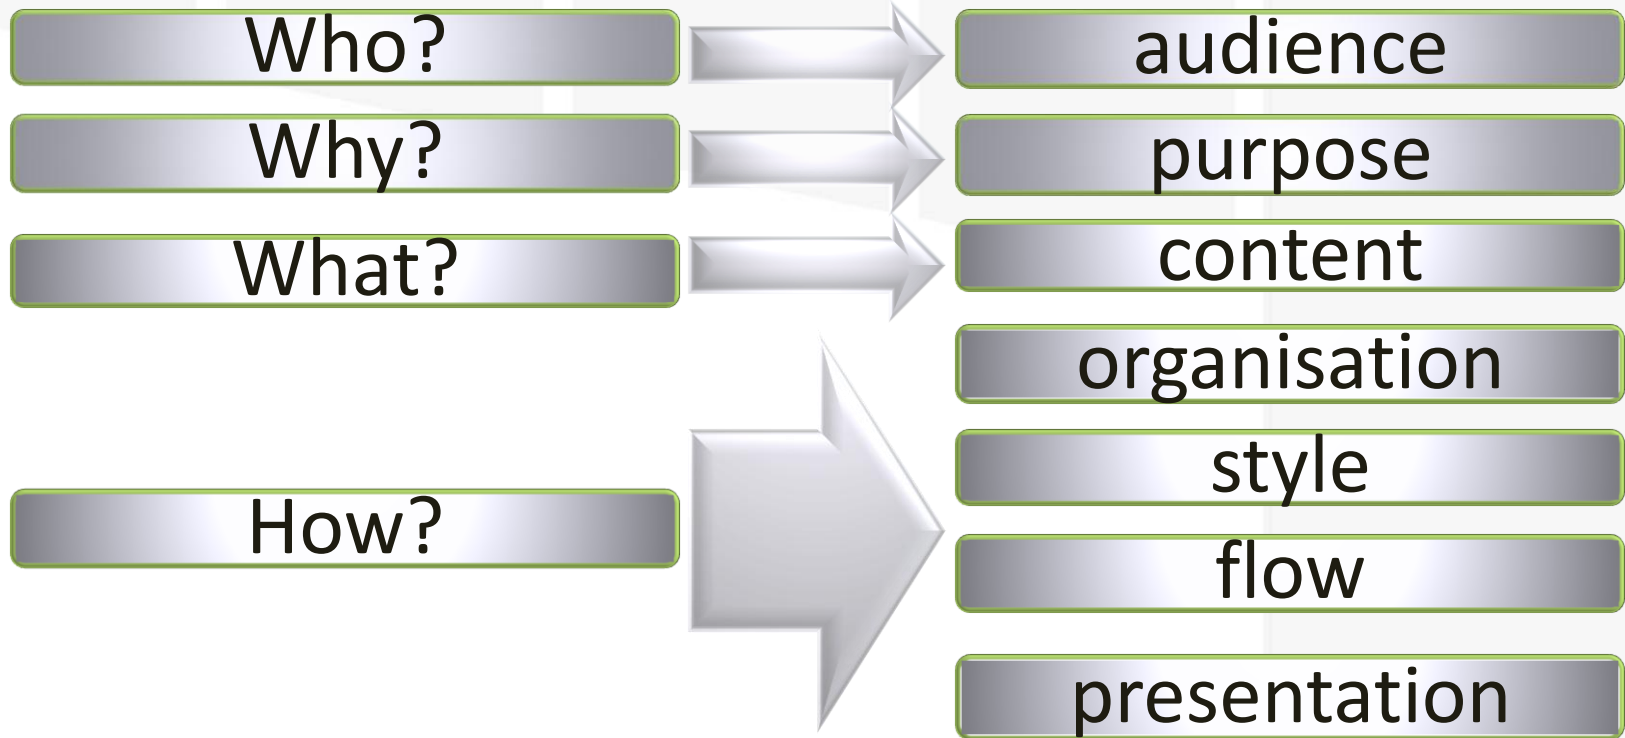 Who?
audience
Why?
purpose
What?
content
How?
organisation
style
flow
presentation